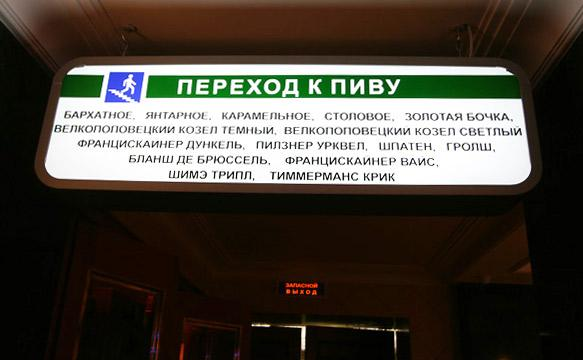 ПЕРЕХОД К ПИВУ
БАРХАТНОЕ, ЯНТАРНОЕ, КАРАМЕЛЬНОЕ, СТОЛОВОЕ, ЗОЛОТАЯ БОЧКА,
ВЕЛКОПОПОВЕЦКИЙ КОЗЕЛ ТЕМНЫЙ, ВЕЛКОПОПОВЕЦКИЙ КОЗЕЛ СВЕТЛЫЙ
ФРАНЦИСКАЙНЕР ДУНКЕЛЬ, ПИЛЗНЕР УРКВЕЛ, ШПАТЕН, ГРОЛШ,
БЛАНШ ДЕ БРЮССЕЛЬ, ФРАНЦИСКАЙНЕР ВАЙС,
ШИМЭ ТРИПЛ, ТИММЕРМАНС КРИК
ЗАПАСНОЙ
ВЫХОД